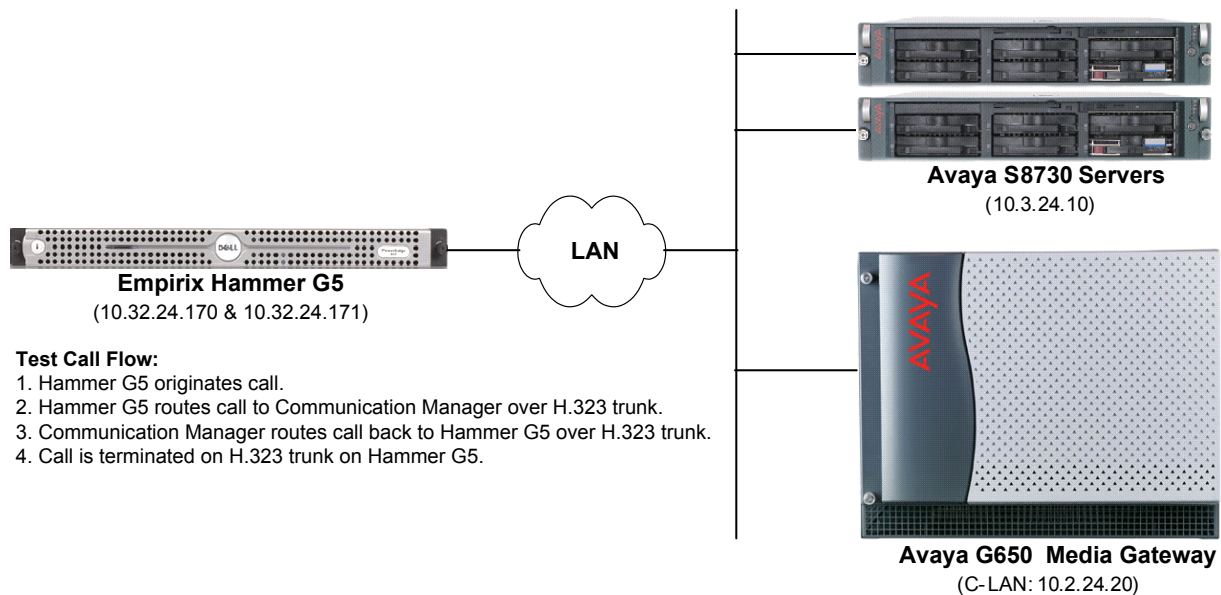 AVAYA
AVAYA
Avaya S8730 Servers
(10.3.24.10)
LAN
DELL
Empirix Hammer G5
(10.32.24.170 & 10.32.24.171)
Test Call Flow:
1. Hammer G5 originates call.
2. Hammer G5 routes call to Communication Manager over H.323 trunk.
3. Communication Manager routes call back to Hammer G5 over H.323 trunk.
4. Call is terminated on H.323 trunk on Hammer G5.
AVAYA
Avaya G650 Media Gateway
(C-LAN: 10.2.24.20)